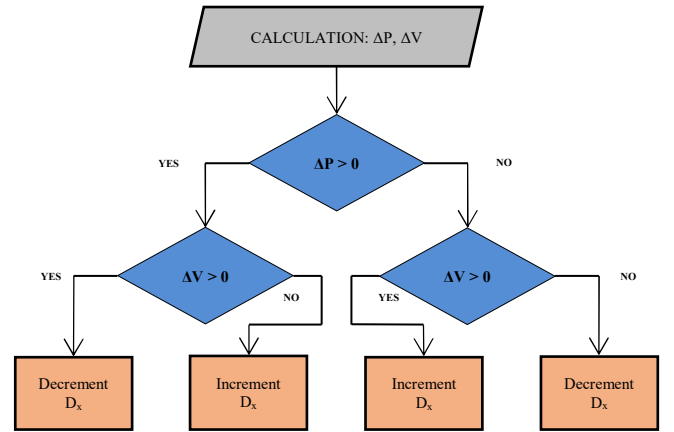 CALCULATION: ΔP, ΔV
ΔP > 0
YES
NO
ΔV > 0
ΔV > 0
YES
NO
YES
NO
Decrement
Dₓ
Increment
Dₓ
Increment
Dₓ
Decrement
Dₓ